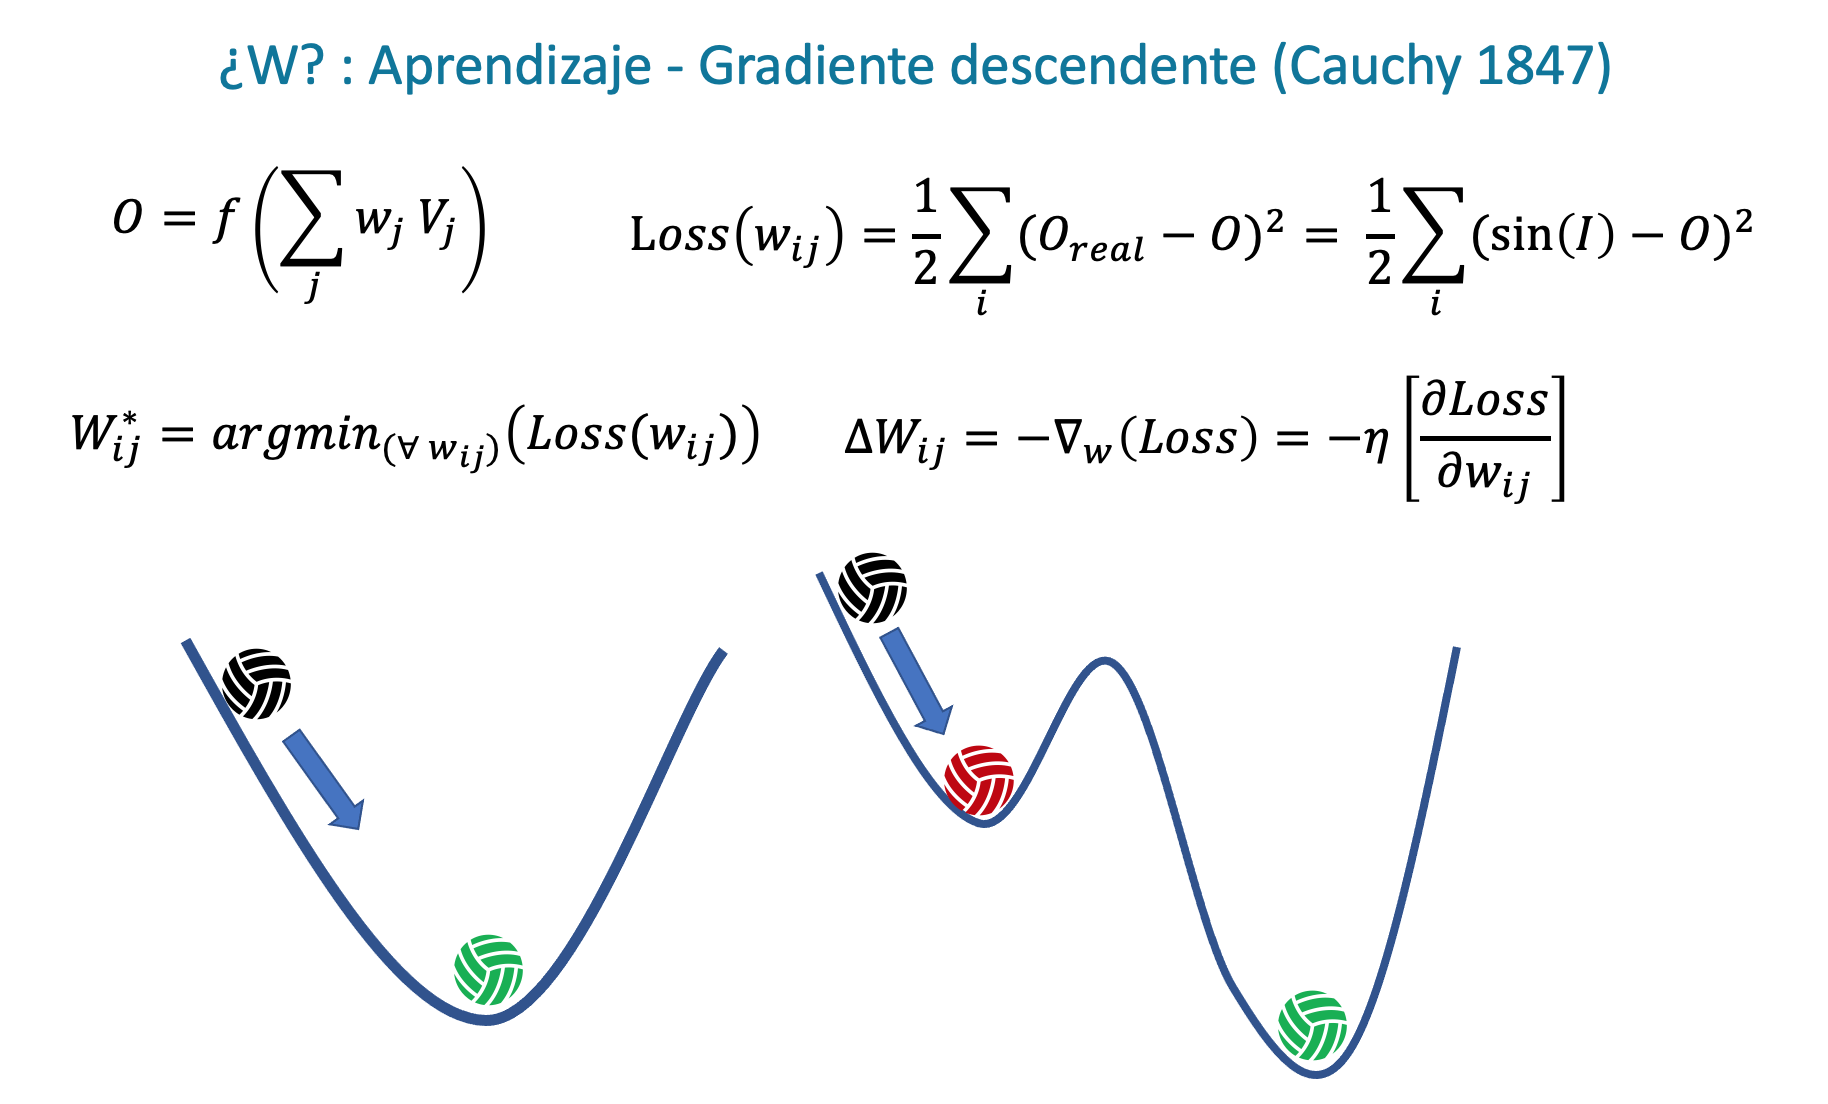 ¿W? : Aprendizaje - Gradiente descendente (Cauchy 1847)
$O = f\left(\sum_{j} w_j V_j\right)$
$\mathrm{L}oss(w_{ij}) = \frac{1}{2}\sum_{i}(O_{real} - O)^2 = \frac{1}{2}\sum_{i}(\sin(I) - O)^2$
$W_{ij}^{*} = argmin_{(\forall\, w_{ij})}(Loss(w_{ij}))$
$\Delta W_{ij} = -\nabla_w(Loss) = -\eta\left[\frac{\partial Loss}{\partial w_{ij}}\right]$